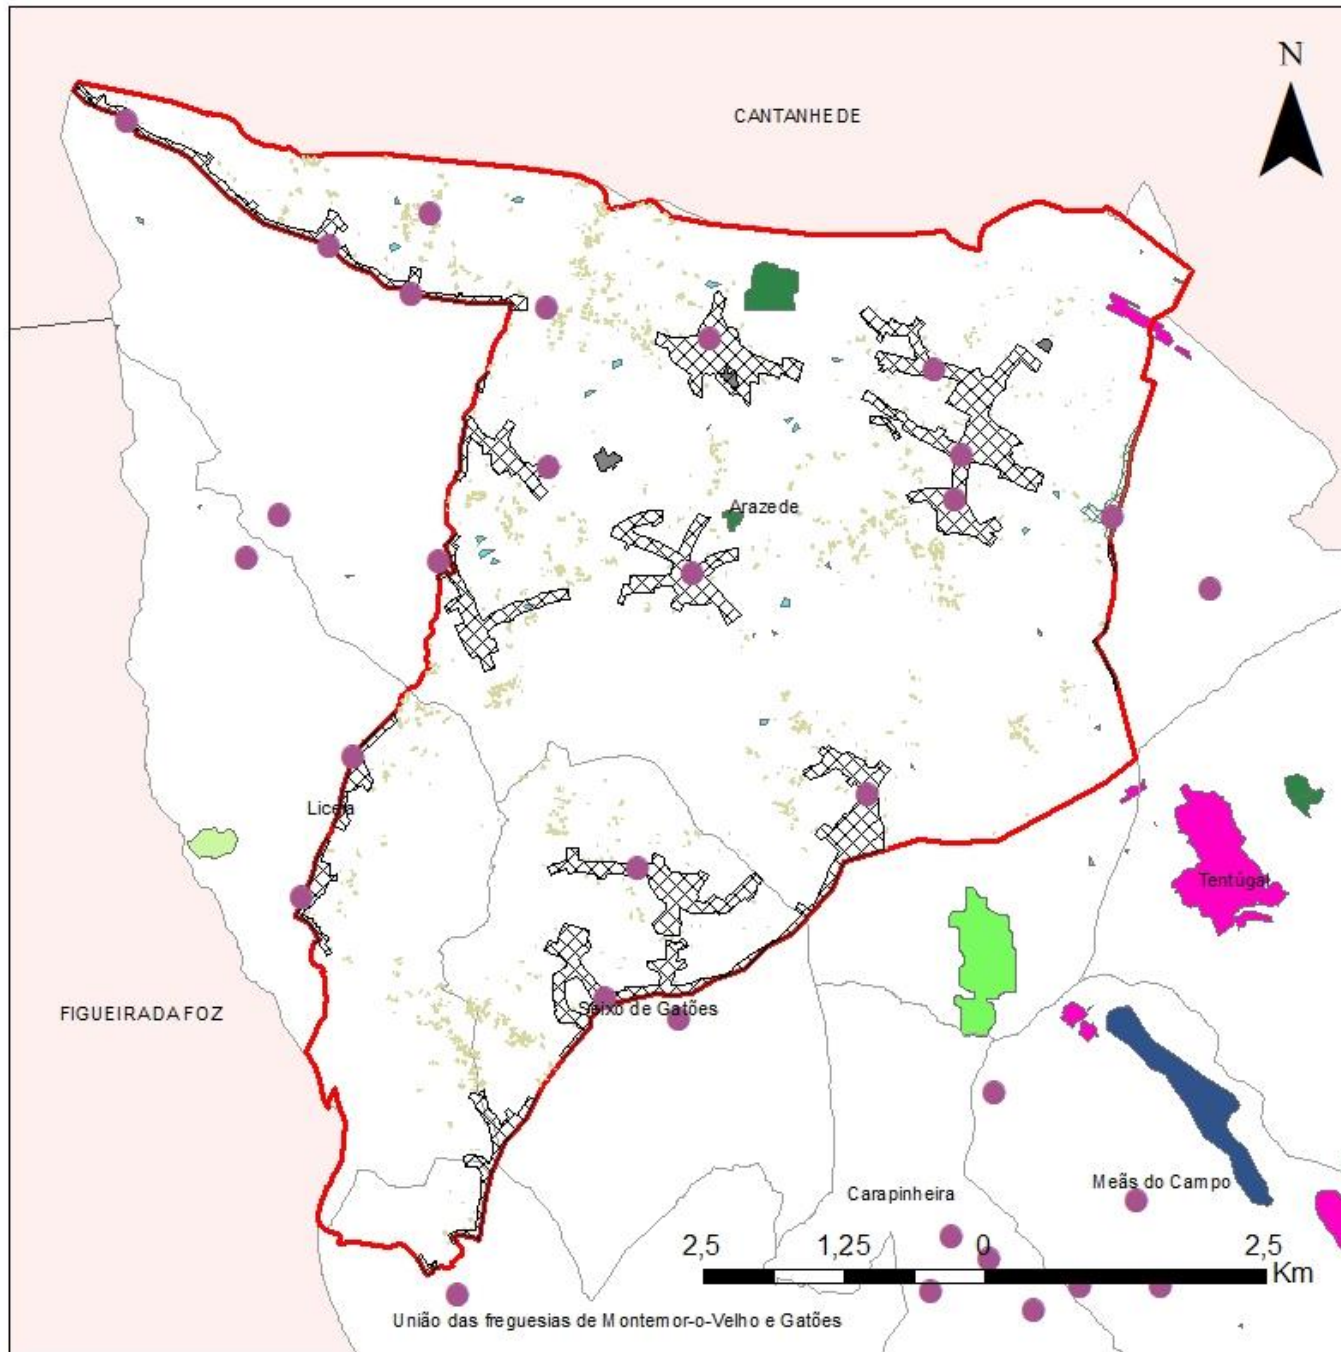 N
CANTANHEDE
Arazede
Liceia
Tentúgal
Seixo de Gatões
FIGUEIRA DA FOZ
Meãs do Campo
Carapinheira
2,5 1,25 0 2,5
Km
União das freguesias de Montemor-o-Velho e Gatões